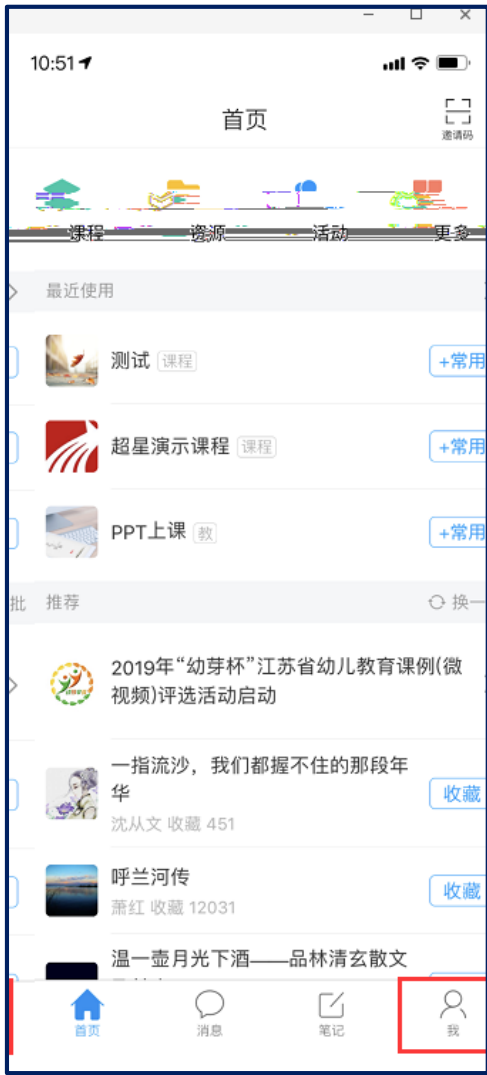 10:51
首页
邀请码
课程 资源 活动 更多
最近使用
测试 课程
+常用
超星演示课程 课程
+常用
PPT上课 教
+常用
批 推荐 换一
2019年“幼芽杯”江苏省幼儿教育课例(微
视频)评选活动启动
一指流沙，我们都握不住的那段年
华
沈从文 收藏 451
收藏
呼兰河传
萧红 收藏 12031
收藏
温一壶月光下酒——品林清玄散文
首页 消息 笔记 我